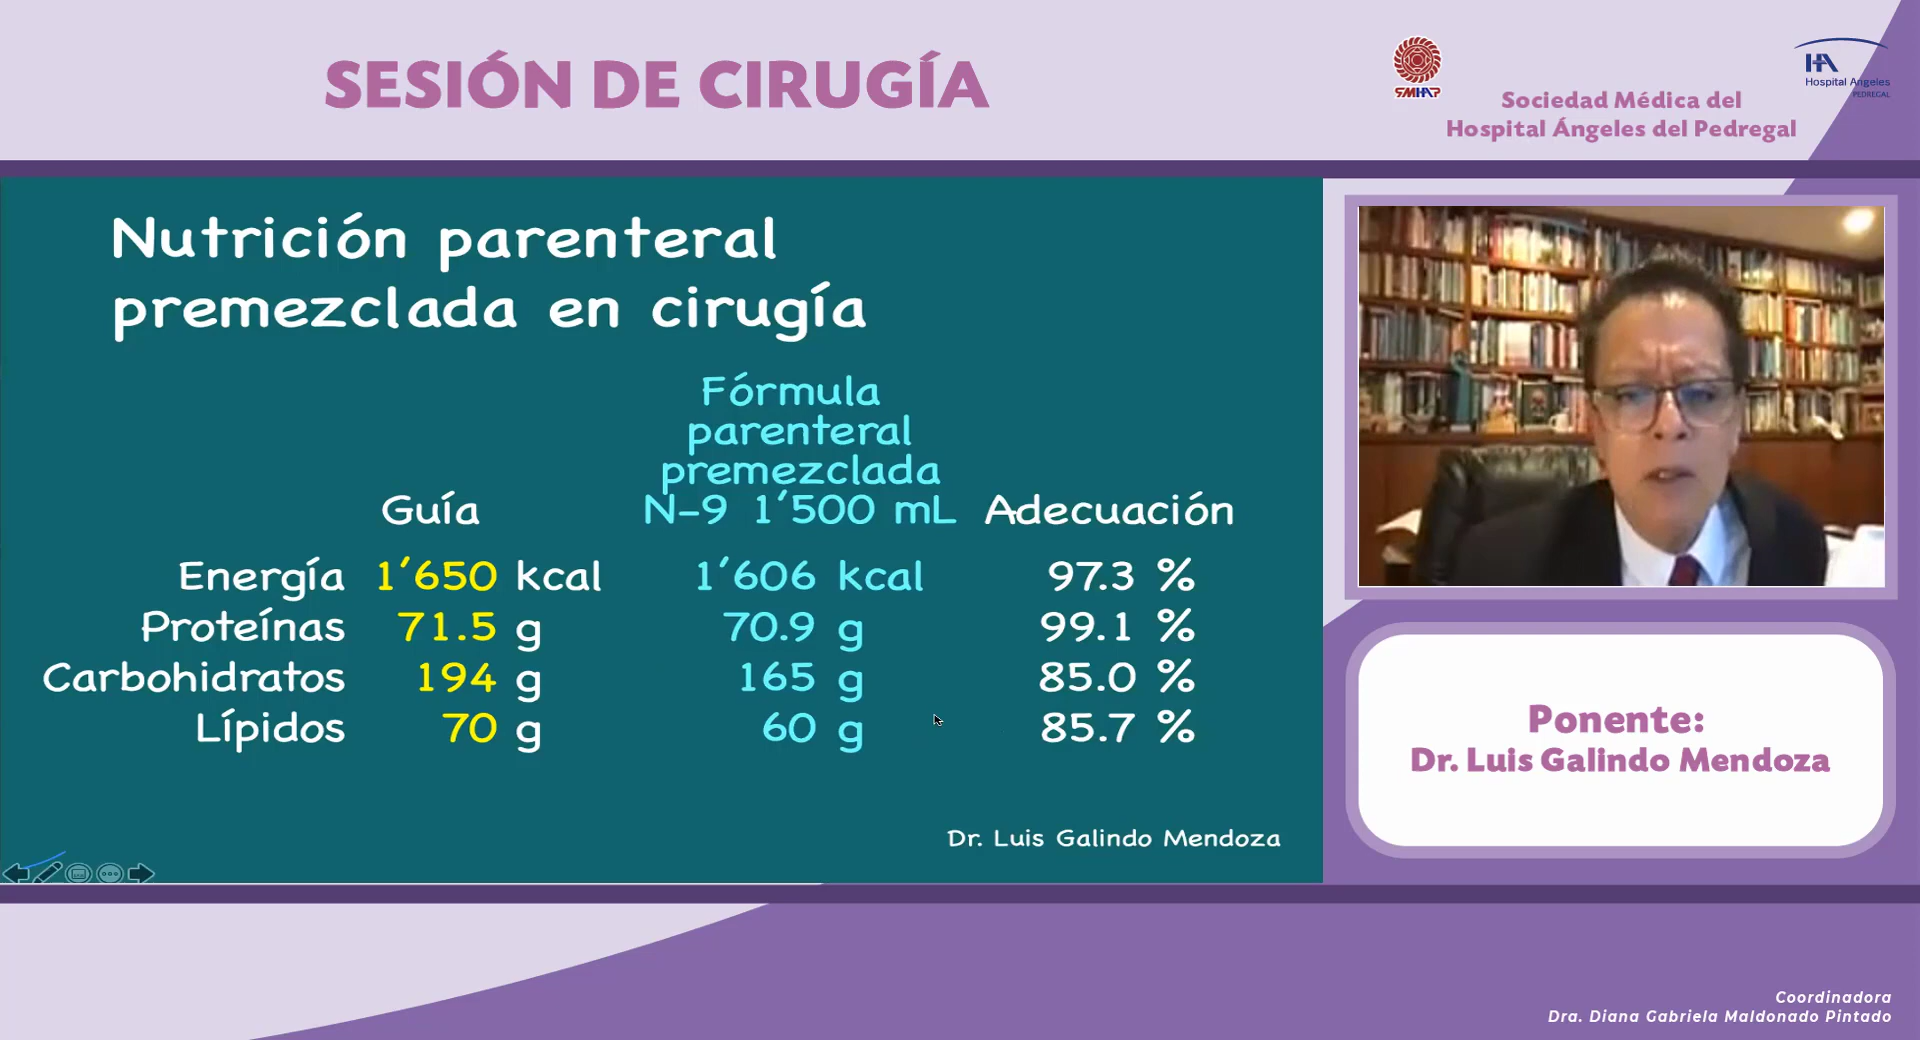 SESIÓN DE CIRUGÍA
SMHAP
Sociedad Médica del
Hospital Ángeles del Pedregal
HA
Hospital Angeles
PEDREGAL
Nutrición parenteral
premezclada en cirugía
Fórmula
parenteral
premezclada
Guía N-9 1’500 mL Adecuación
Energía 1’650 kcal 1’606 kcal 97.3 %
Proteínas 71.5 g 70.9 g 99.1 %
Carbohidratos 194 g 165 g 85.0 %
Lípidos 70 g 60 g 85.7 %
Dr. Luis Galindo Mendoza
Ponente:
Dr. Luis Galindo Mendoza
Coordinadora
Dra. Diana Gabriela Maldonado Pintado